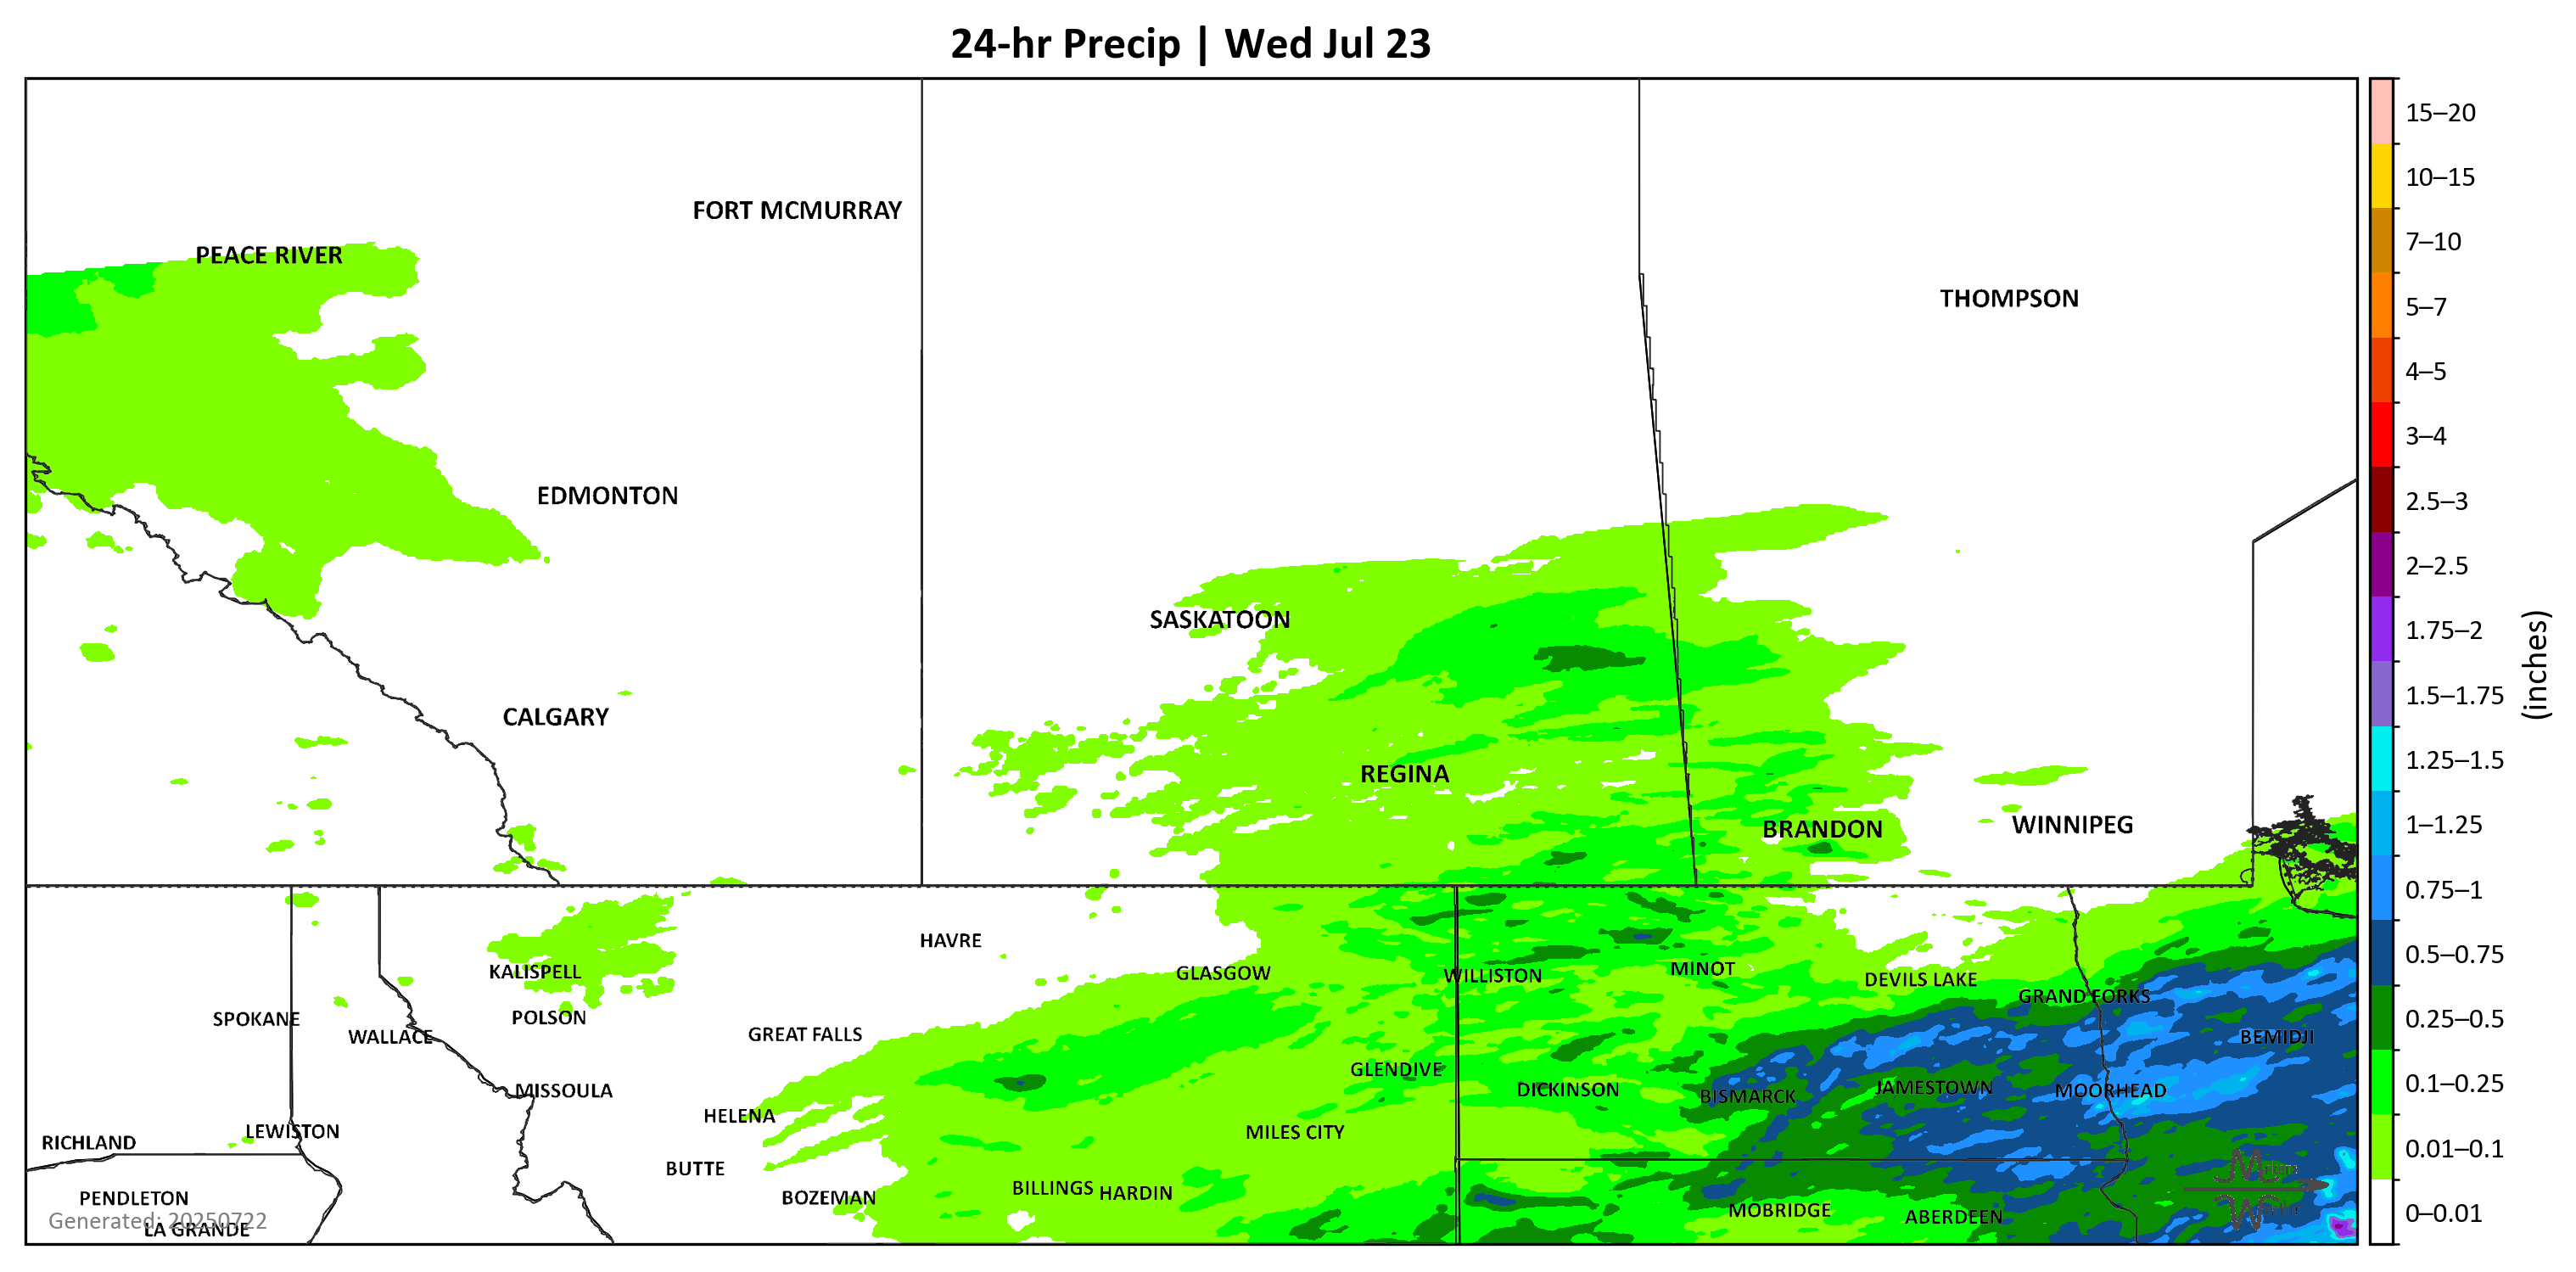 24-hr Precip | Wed Jul 23
FORT MCMURRAY
PEACE RIVER
THOMPSON
EDMONTON
SASKATOON
CALGARY
REGINA
BRANDON
WINNIPEG
HAVRE
KALISPELL
GLASGOW
WILLISTON
MINOT
DEVILS LAKE
GRAND FORKS
SPOKANE
POLSON
WALLACE
GREAT FALLS
BEMIDJI
GLENDIVE
MISSOULA
DICKINSON
BISMARCK
JAMESTOWN
MOORHEAD
HELENA
LEWISTON
MILES CITY
RICHLAND
BUTTE
BILLINGS
HARDIN
PENDLETON
BOZEMAN
MOBRIDGE
ABERDEEN
Generated: 20250722
LA GRANDE
15–20
10–15
7–10
5–7
4–5
3–4
2.5–3
2–2.5
1.75–2
1.5–1.75
1.25–1.5
1–1.25
0.75–1
0.5–0.75
0.25–0.5
0.1–0.25
0.01–0.1
0–0.01
(inches)